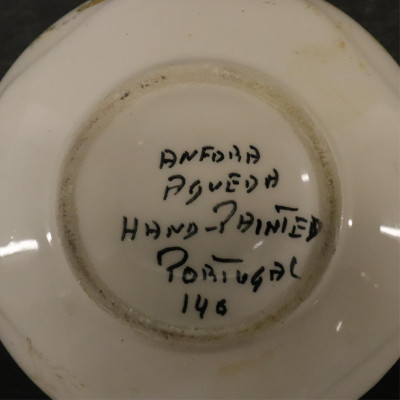 ANFORA
AGUEDA
HAND-PAINTED
PORTUGAL
146